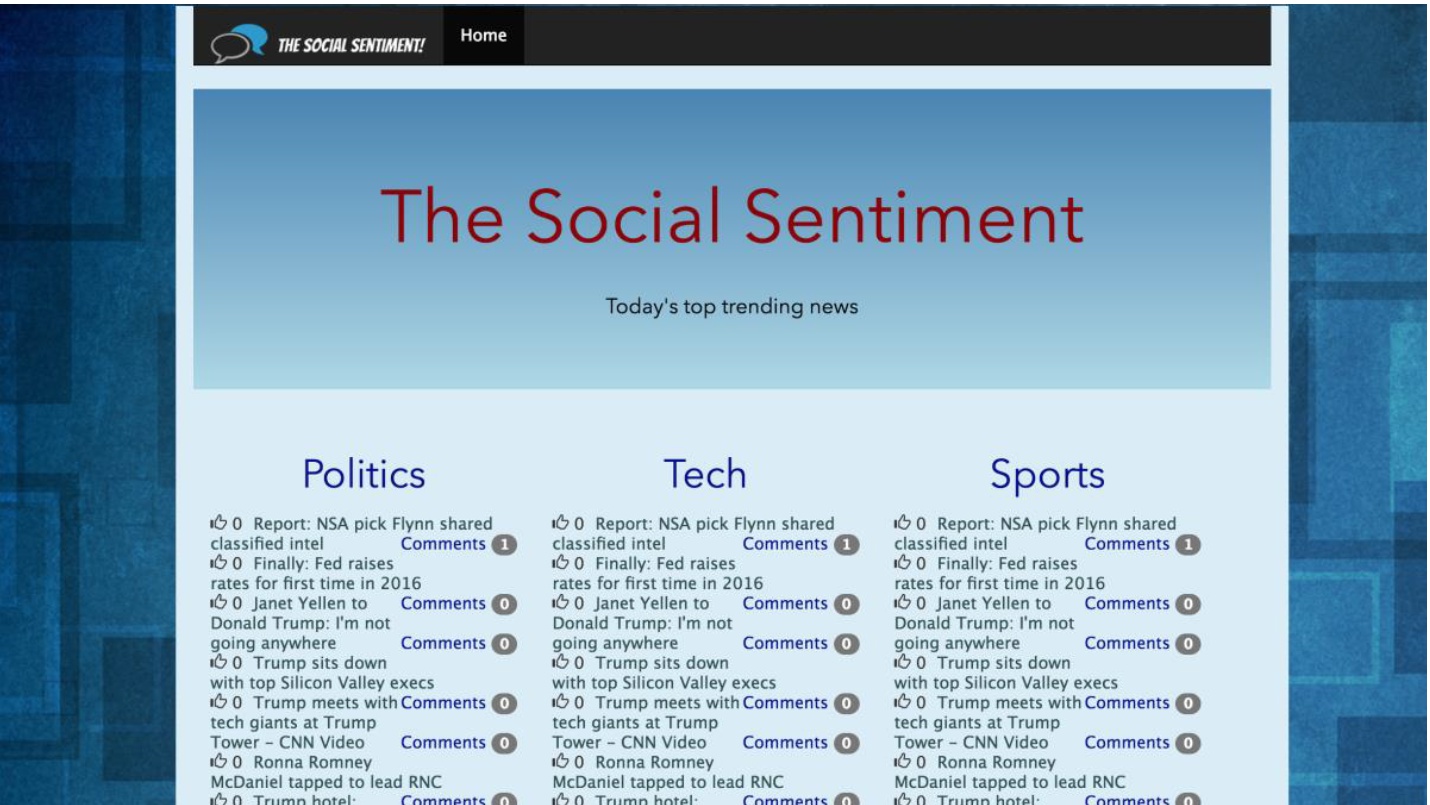 THE SOCIAL SENTIMENT!
Home
The Social Sentiment
Today's top trending news
Politics
0 Report: NSA pick Flynn shared
classified intel Comments 1
0 Finally: Fed raises
rates for first time in 2016
0 Janet Yellen to Comments 0
Donald Trump: I'm not
going anywhere Comments 0
0 Trump sits down
with top Silicon Valley execs
0 Trump meets with Comments 0
tech giants at Trump
Tower – CNN Video Comments 0
0 Ronna Romney
McDaniel tapped to lead RNC
0 Trump hotel: Comments 0
Tech
0 Report: NSA pick Flynn shared
classified intel Comments 1
0 Finally: Fed raises
rates for first time in 2016
0 Janet Yellen to Comments 0
Donald Trump: I'm not
going anywhere Comments 0
0 Trump sits down
with top Silicon Valley execs
0 Trump meets with Comments 0
tech giants at Trump
Tower – CNN Video Comments 0
0 Ronna Romney
McDaniel tapped to lead RNC
0 Trump hotel: Comments 0
Sports
0 Report: NSA pick Flynn shared
classified intel Comments 1
0 Finally: Fed raises
rates for first time in 2016
0 Janet Yellen to Comments 0
Donald Trump: I'm not
going anywhere Comments 0
0 Trump sits down
with top Silicon Valley execs
0 Trump meets with Comments 0
tech giants at Trump
Tower – CNN Video Comments 0
0 Ronna Romney
McDaniel tapped to lead RNC
0 Trump hotel: Comments 0